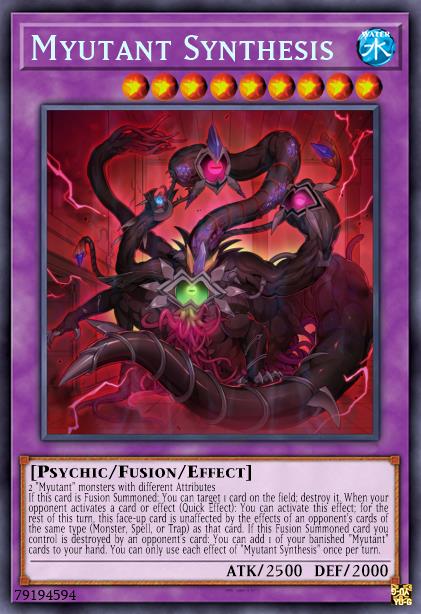 Myutant Synthesis
WATER
水
[Psychic/Fusion/Effect]
2 "Myutant" monsters with different Attributes
If this card is Fusion Summoned: You can target 1 card on the field; destroy it. When your
opponent activates a card or effect (Quick Effect): You can activate this effect; for the
rest of this turn, this face-up card is unaffected by the effects of an opponent's cards of
the same type (Monster, Spell, or Trap) as that card. If this Fusion Summoned card you
control is destroyed by an opponent's card: You can add 1 of your banished "Myutant"
cards to your hand. You can only use each effect of "Myutant Synthesis" once per turn.
ATK/2500 DEF/2000
79194594